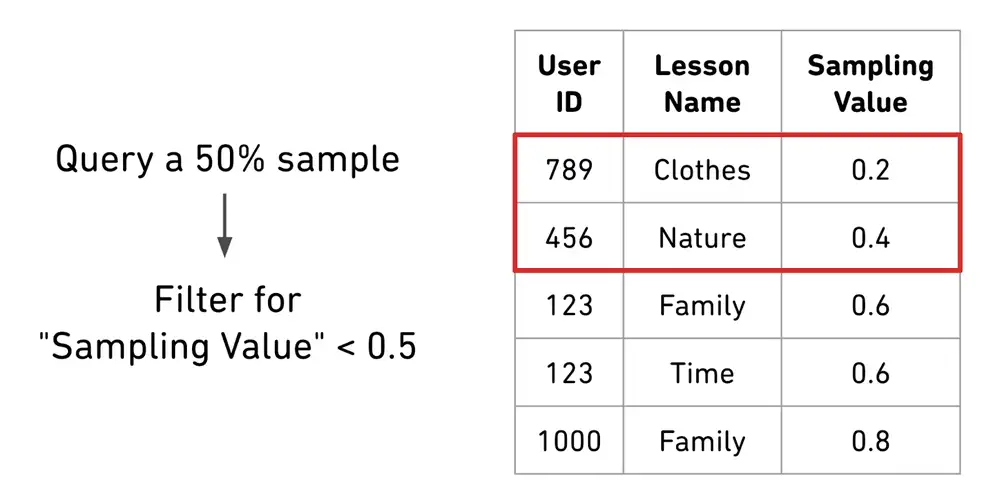 Query a 50% sample
Filter for
"Sampling Value" < 0.5
User ID Lesson Name Sampling Value
789 Clothes 0.2
456 Nature 0.4
123 Family 0.6
123 Time 0.6
1000 Family 0.8